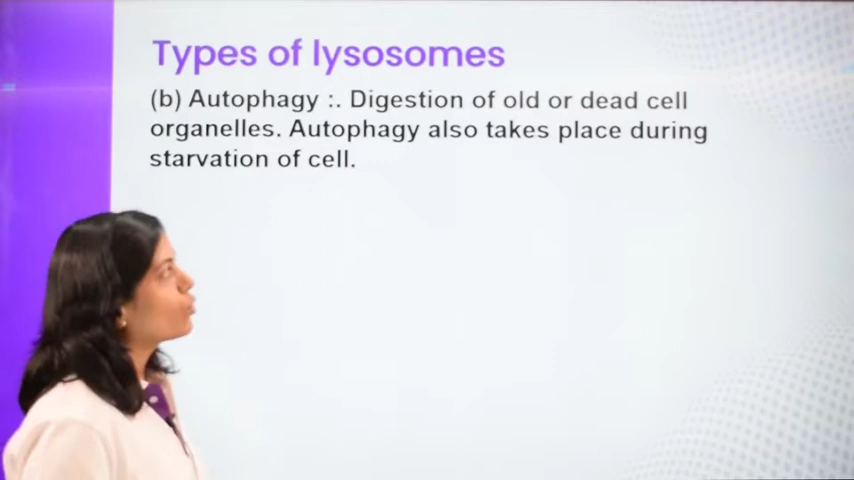 Types of lysosomes
(b) Autophagy :. Digestion of old or dead cell
organelles. Autophagy also takes place during
starvation of cell.